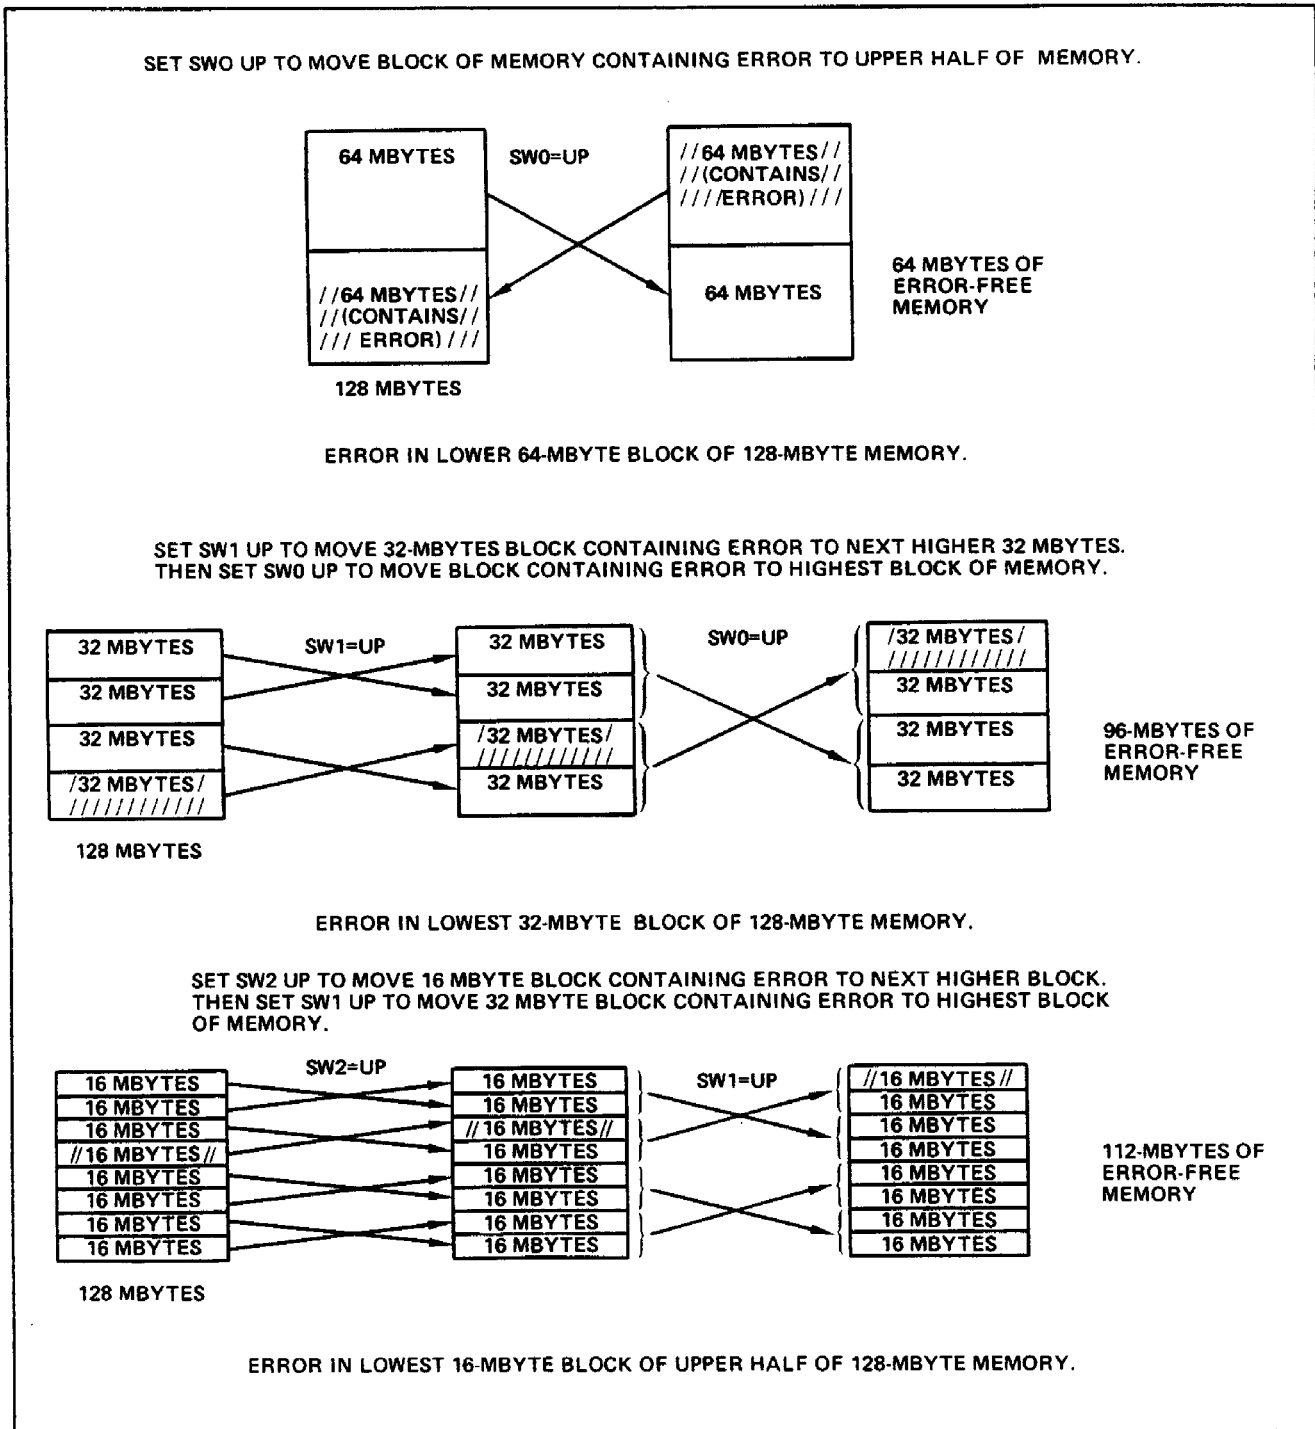 SET SW0 UP TO MOVE BLOCK OF MEMORY CONTAINING ERROR TO UPPER HALF OF MEMORY.
64 MBYTES
SW0=UP
//64 MBYTES//
//(CONTAINS//
////ERROR)///
//64 MBYTES//
//(CONTAINS//
/// ERROR)///
64 MBYTES
64 MBYTES OF
ERROR-FREE
MEMORY
128 MBYTES
ERROR IN LOWER 64-MBYTE BLOCK OF 128-MBYTE MEMORY.
SET SW1 UP TO MOVE 32-MBYTES BLOCK CONTAINING ERROR TO NEXT HIGHER 32 MBYTES.
THEN SET SW0 UP TO MOVE BLOCK CONTAINING ERROR TO HIGHEST BLOCK OF MEMORY.
32 MBYTES
32 MBYTES
32 MBYTES
/32 MBYTES/
////////////
128 MBYTES
SW1=UP
32 MBYTES
32 MBYTES
/32 MBYTES/
////////////
32 MBYTES
SW0=UP
/32 MBYTES/
////////////
32 MBYTES
32 MBYTES
32 MBYTES
96-MBYTES OF
ERROR-FREE
MEMORY
ERROR IN LOWEST 32-MBYTE BLOCK OF 128-MBYTE MEMORY.
SET SW2 UP TO MOVE 16 MBYTE BLOCK CONTAINING ERROR TO NEXT HIGHER BLOCK.
THEN SET SW1 UP TO MOVE 32 MBYTE BLOCK CONTAINING ERROR TO HIGHEST BLOCK
OF MEMORY.
16 MBYTES
16 MBYTES
16 MBYTES
//16 MBYTES//
16 MBYTES
16 MBYTES
16 MBYTES
16 MBYTES
128 MBYTES
SW2=UP
16 MBYTES
16 MBYTES
//16 MBYTES//
16 MBYTES
16 MBYTES
16 MBYTES
16 MBYTES
16 MBYTES
SW1=UP
//16 MBYTES//
16 MBYTES
16 MBYTES
16 MBYTES
16 MBYTES
16 MBYTES
16 MBYTES
16 MBYTES
112-MBYTES OF
ERROR-FREE
MEMORY
ERROR IN LOWEST 16-MBYTE BLOCK OF UPPER HALF OF 128-MBYTE MEMORY.